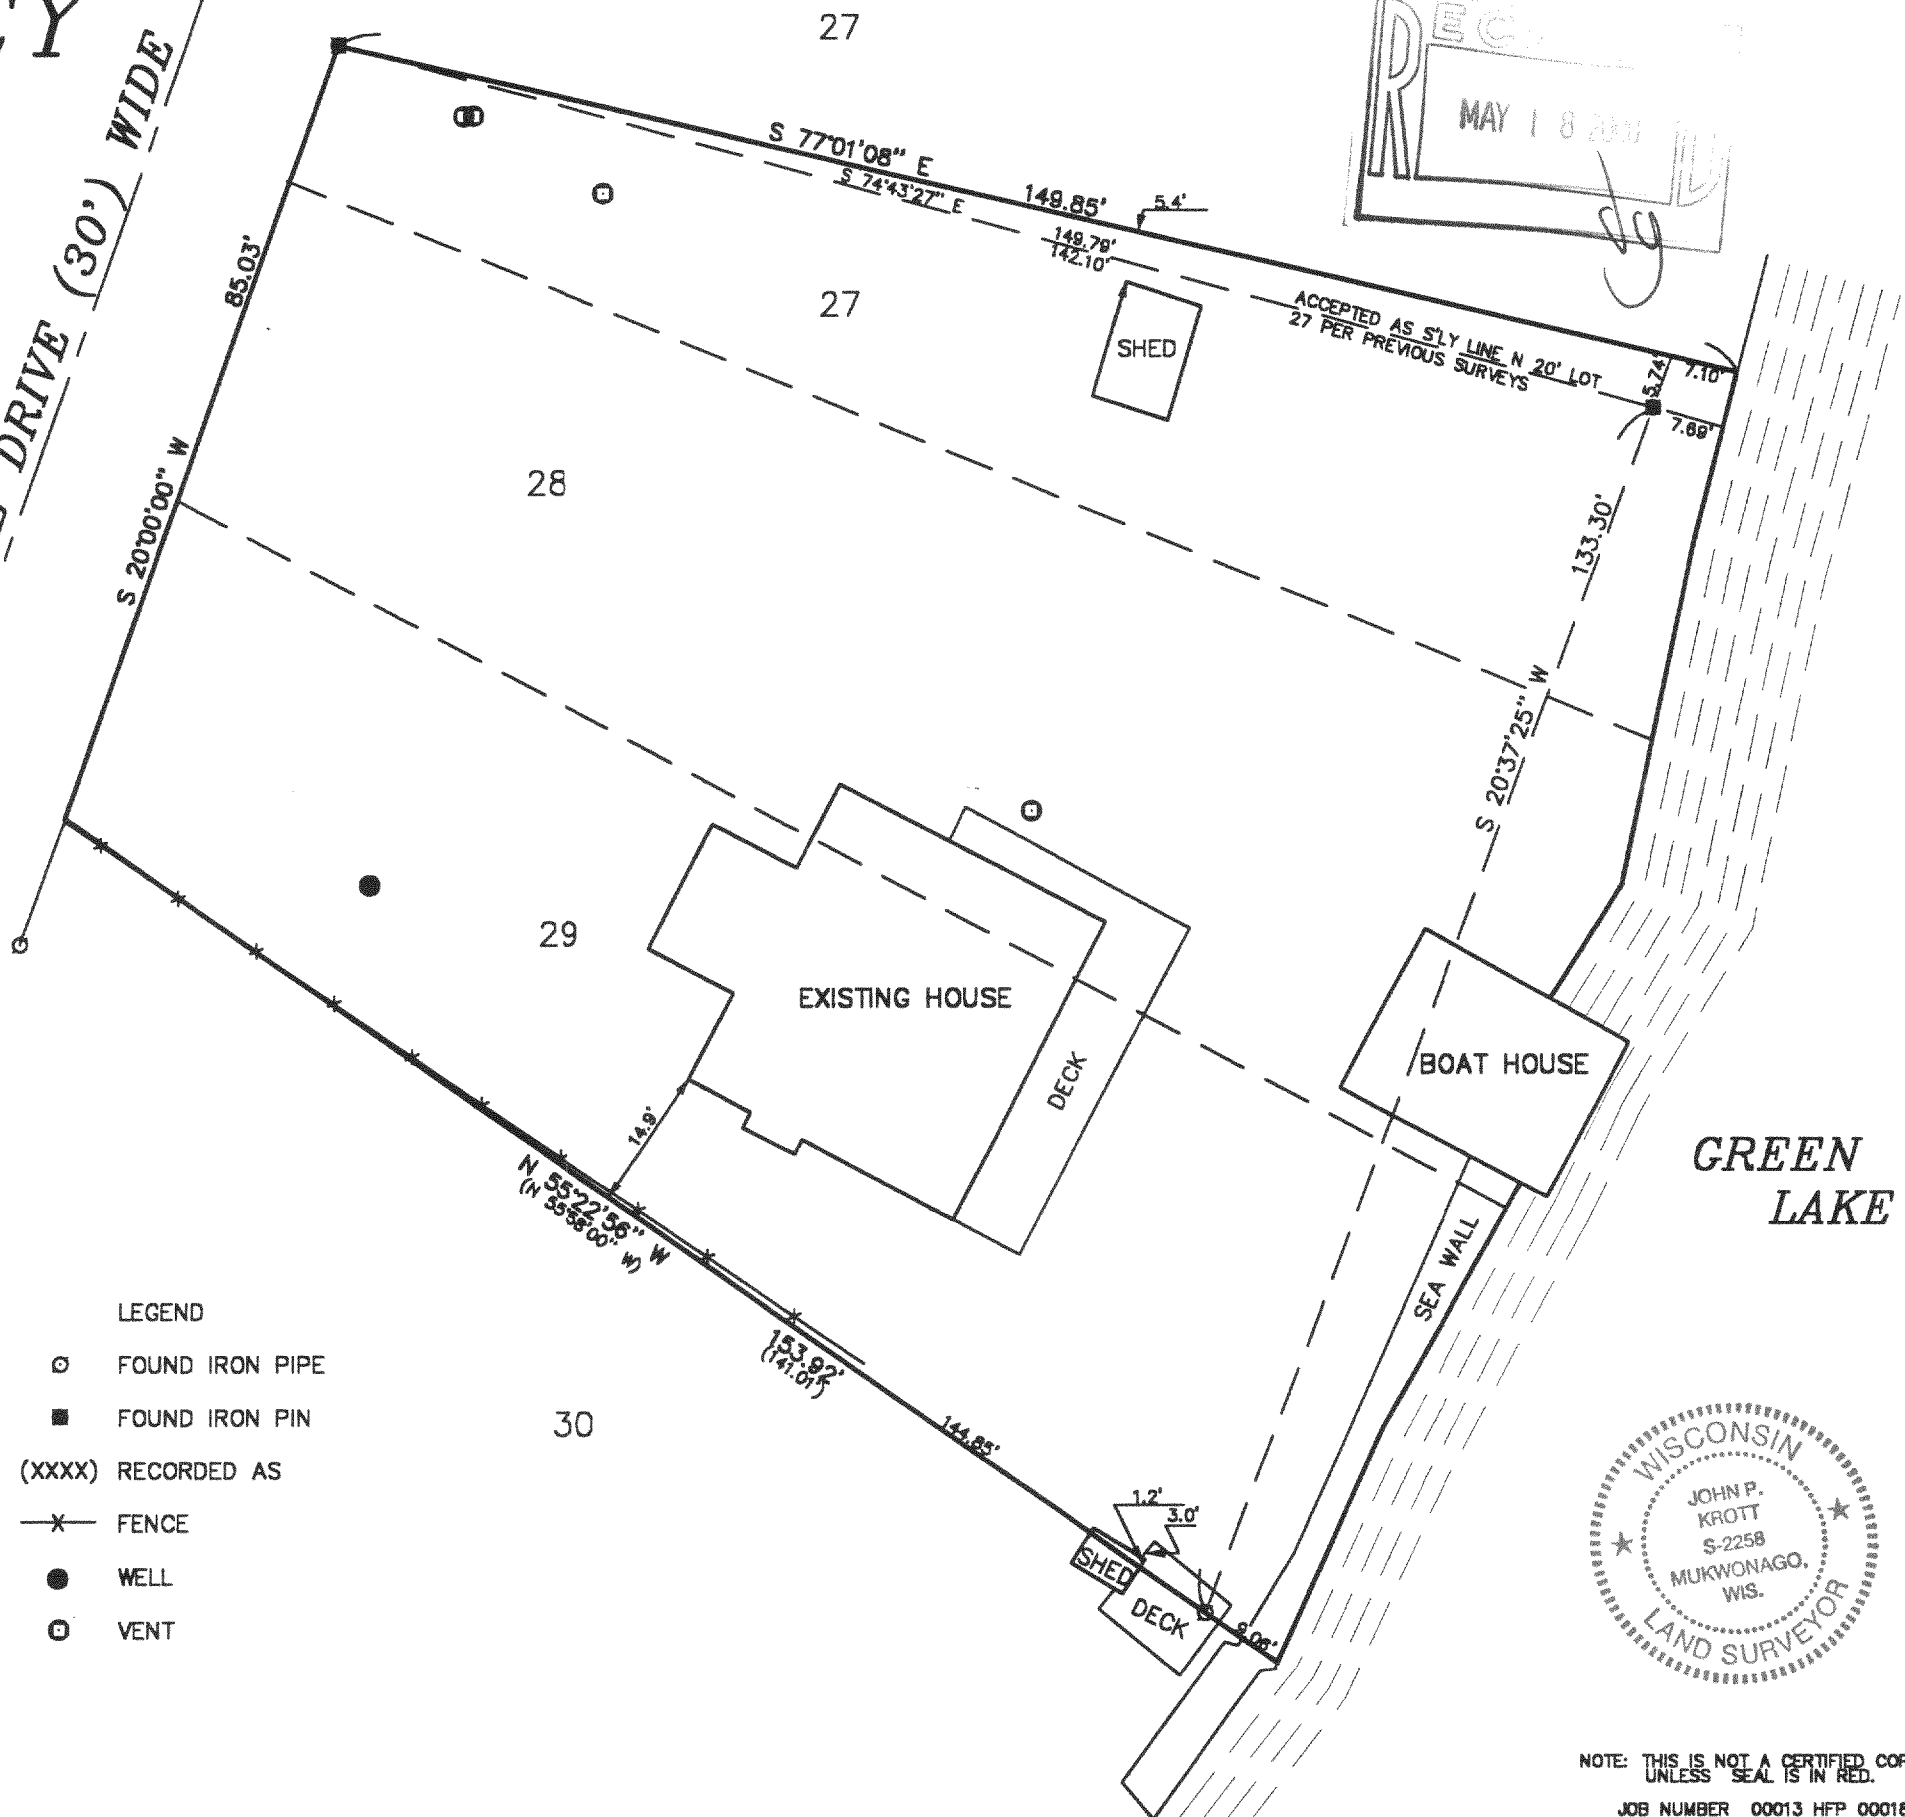 27
WIDE
(30')
DRIVE
MAY 18
S 77°01'08" E
149.85'
5.4'
S 74°43'27" E
149.79'
142.10'
85.03'
27
SHED
ACCEPTED AS S'LY LINE N 20' LOT
27 PER PREVIOUS SURVEYS
5.74'
7.10'
7.69'
28
S 20°00'00" W
133.30'
S 20°37'25" W
29
EXISTING HOUSE
DECK
BOAT HOUSE
GREEN
LAKE
14.9'
N 55°22'56" W
(N 55°58'00" W)
SEA WALL
153.92'
(141.01')
30
144.85'
1.2'
3.0'
SHED
DECK
9.06'
LEGEND
FOUND IRON PIPE
FOUND IRON PIN
(XXXX) RECORDED AS
FENCE
WELL
VENT
WISCONSIN
JOHN P.
KROTT
S-2258
MUKWONAGO,
WIS.
LAND SURVEYOR
NOTE: THIS IS NOT A CERTIFIED COP
UNLESS SEAL IS IN RED.
JOB NUMBER 00013 HFP 00018